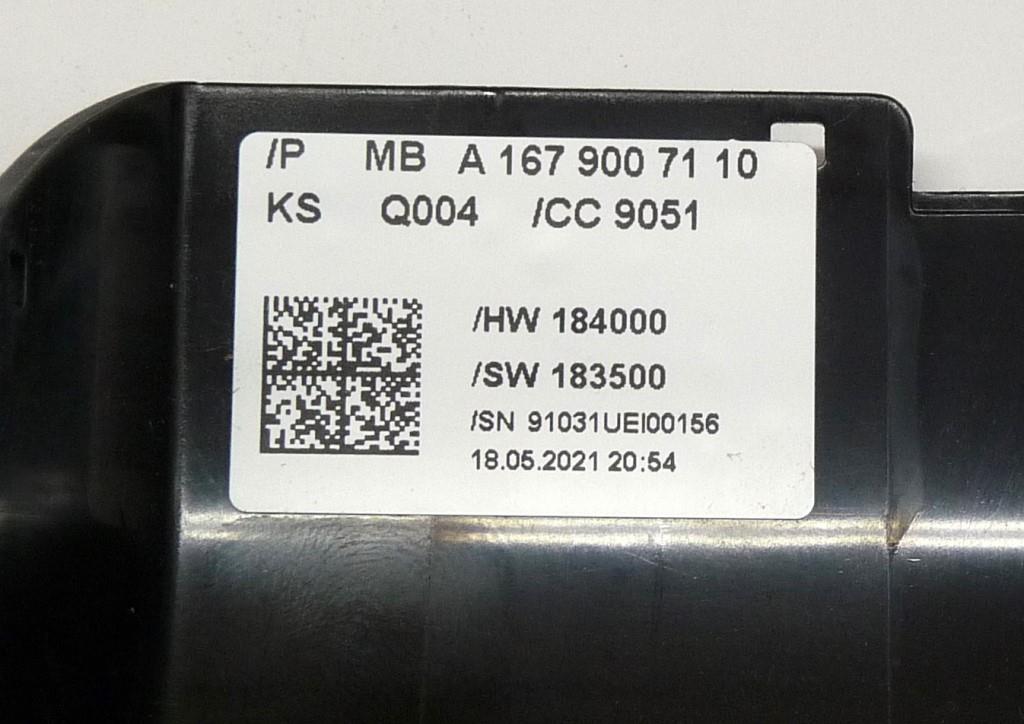 /P MB A 167 900 71 10
KS Q004 /CC 9051
/HW 184000
/SW 183500
/SN 91031UEI00156
18.05.2021 20:54